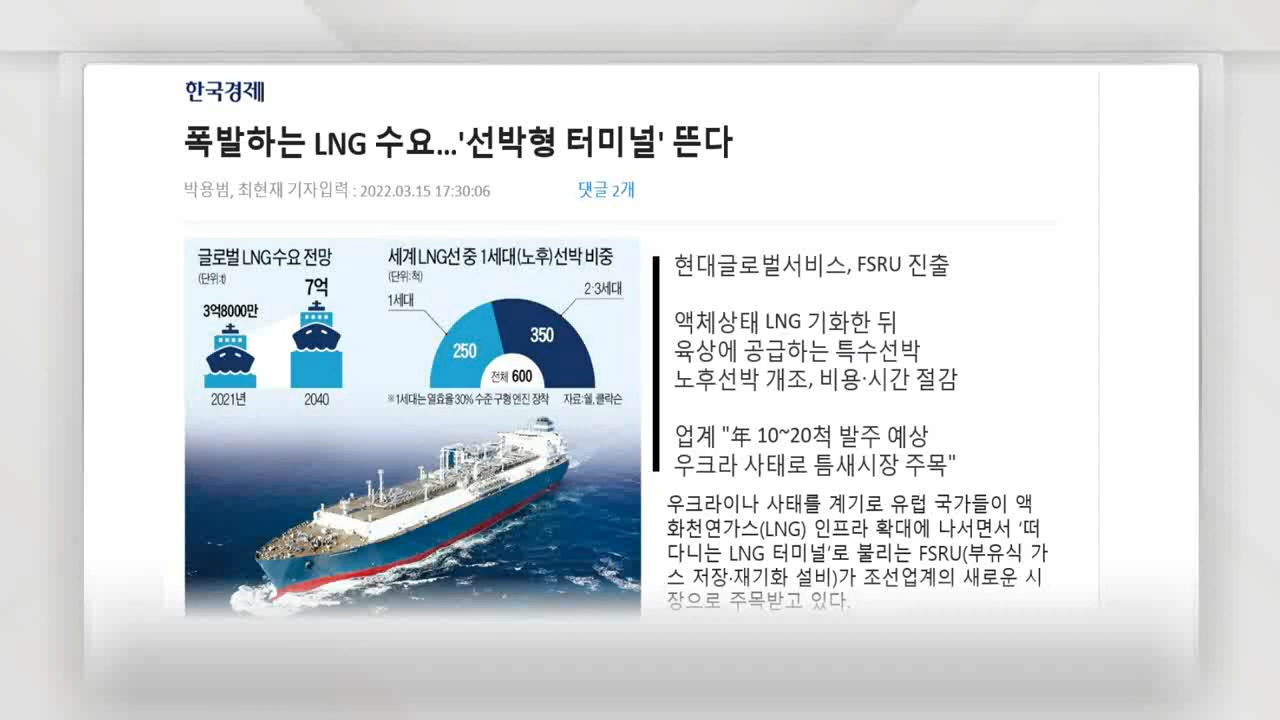 한국경제
폭발하는 LNG 수요...'선박형 터미널' 뜬다
박용범, 최현재 기자입력 : 2022.03.15 17:30:06 댓글 2개
글로벌 LNG 수요 전망
(단위:t)
3억8000만
7억
2021년
2040
세계 LNG선 중 1세대(노후)선박 비중
(단위:척)
1세대
2·3세대
250
350
전체 600
※1세대는 열효율 30% 수준 구형 엔진 장착 자료:쉘, 클락슨
현대글로벌서비스, FSRU 진출
액체상태 LNG 기화한 뒤
육상에 공급하는 특수선박
노후선박 개조, 비용·시간 절감
업계 "年 10~20척 발주 예상
우크라 사태로 틈새시장 주목"
우크라이나 사태를 계기로 유럽 국가들이 액
화천연가스(LNG) 인프라 확대에 나서면서 '떠
다니는 LNG 터미널'로 불리는 FSRU(부유식 가
스 저장·재기화 설비)가 조선업계의 새로운 시
장으로 주목받고 있다.